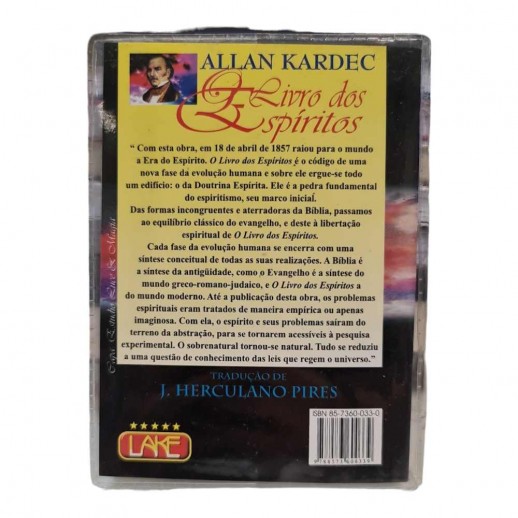 ALLAN KARDEC
O Livro dos
Espíritos
“ Com esta obra, em 18 de abril de 1857 raiou para o mundo
a Era do Espírito. O Livro dos Espíritos é o código de uma
nova fase da evolução humana e sobre ele ergue-se todo
um edifício: o da Doutrina Espírita. Ele é a pedra fundamental
do espiritismo, seu marco inicial.
Das formas incongruentes e aterradoras da Bíblia, passamos
ao equilíbrio clássico do evangelho, e deste à libertação
espiritual de O Livro dos Espíritos.
Cada fase da evolução humana se encerra com uma
síntese conceitual de todas as suas realizações. A Bíblia é
a síntese da antigüidade, como o Evangelho é a síntese do
mundo greco-romano-judaico, e O Livro dos Espíritos a
do mundo moderno. Até a publicação desta obra, os problemas
espirituais eram tratados de maneira empírica ou apenas
imaginosa. Com ela, o espírito e seus problemas saíram do
terreno da abstração, para se tornarem acessíveis à pesquisa
experimental. O sobrenatural tornou-se natural. Tudo se reduziu
a uma questão de conhecimento das leis que regem o universo.”
TRADUÇÃO DE
J. HERCULANO PIRES
LAKE
ISBN 85-7360-033-0